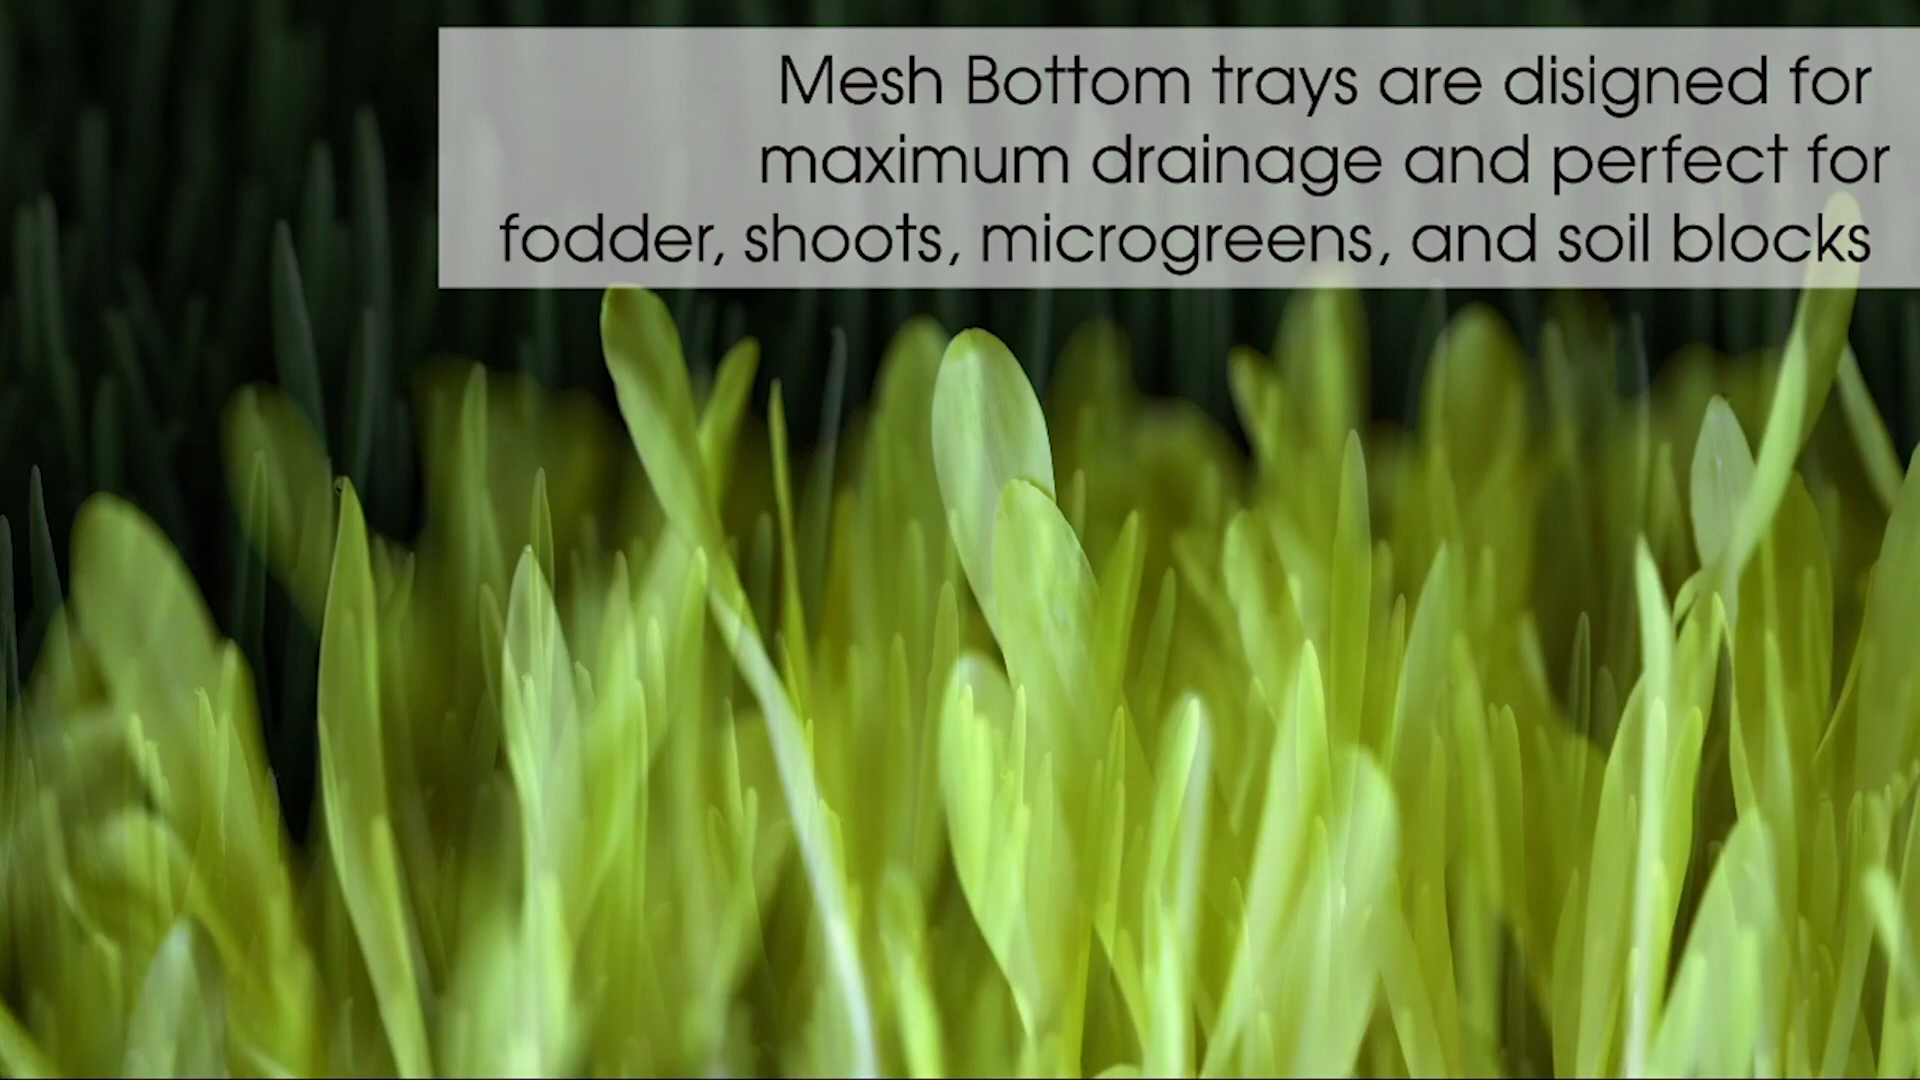 Mesh Bottom trays are disigned for
maximum drainage and perfect for
fodder, shoots, microgreens, and soil blocks